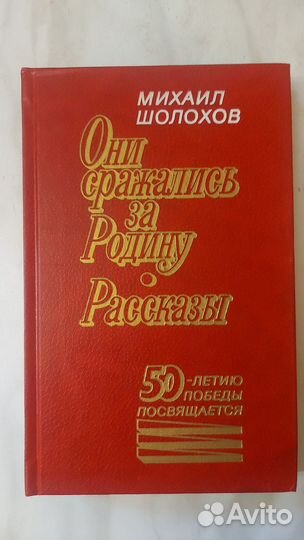 МИХАИЛ
ШОЛОХОВ
Они
сражались
за
Родину
•
Рассказы
50-ЛЕТИЮ
ПОБЕДЫ
ПОСВЯЩАЕТСЯ
Avito